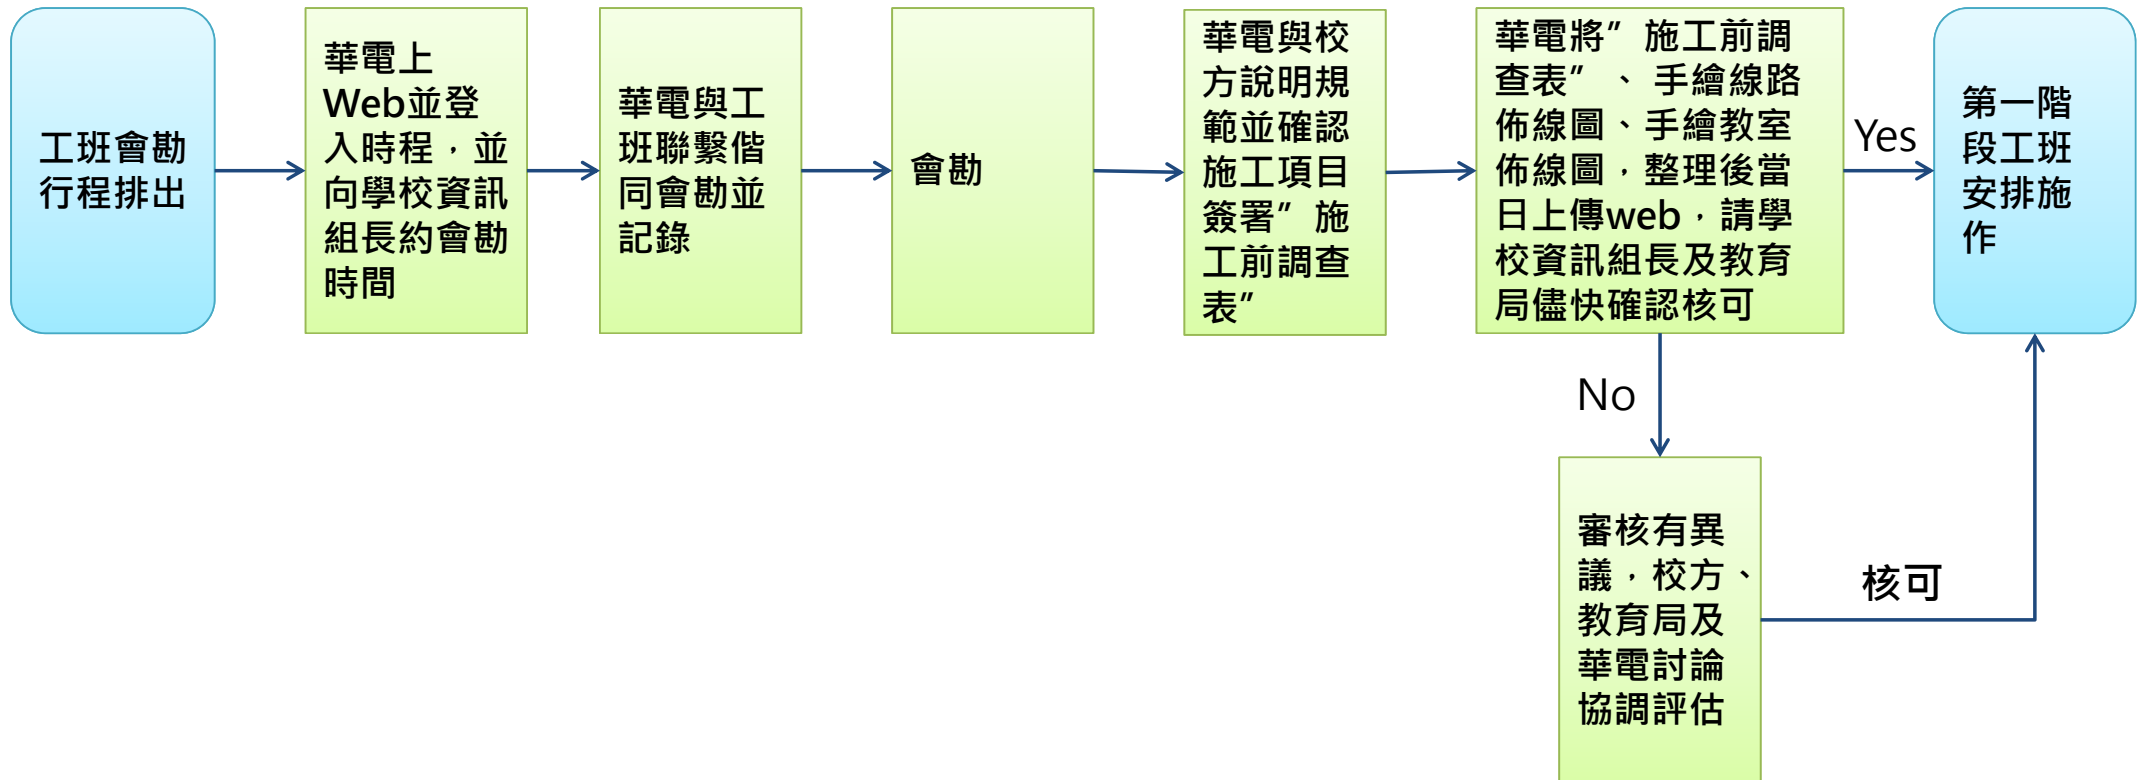 工班會勘
行程排出
華電上
Web並登
入時程，並
向學校資訊
組長約會勘
時間
華電與工
班聯繫偕
同會勘並
記錄
會勘
華電與校
方說明規
範並確認
施工項目
簽署”施
工前調查
表”
華電將”施工前調
查表”、手繪線路
佈線圖、手繪教室
佈線圖，整理後當
日上傳web，請學
校資訊組長及教育
局儘快確認核可
Yes
第一階
段工班
安排施
作
No
審核有異
議，校方、
教育局及
華電討論
協調評估
核可